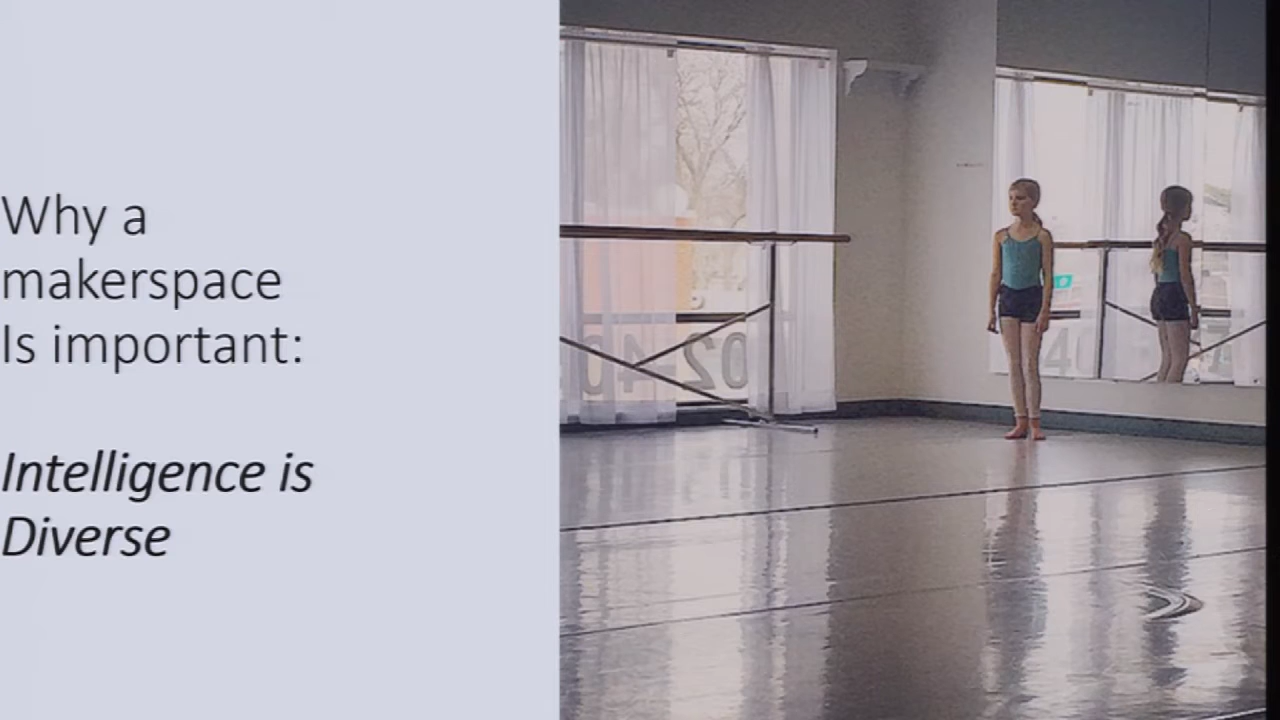 Why a
makerspace
Is important:
Intelligence is
Diverse